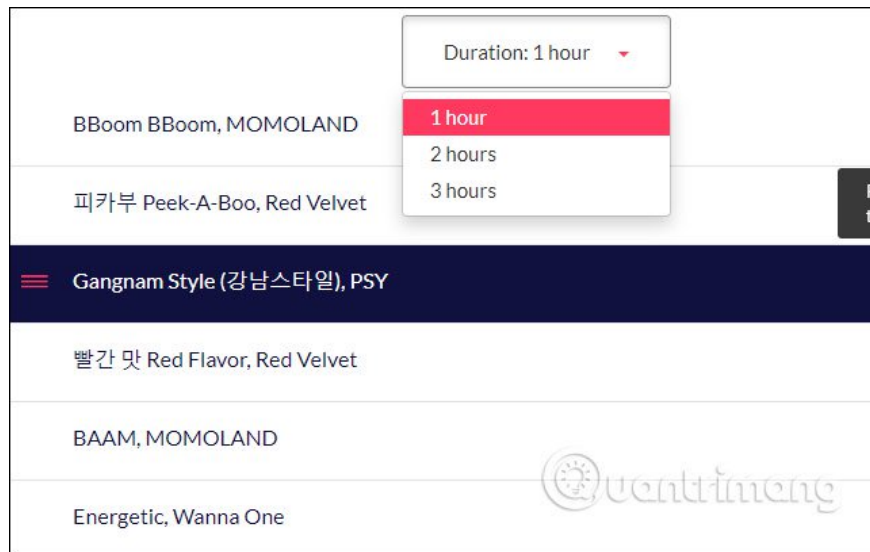 Duration: 1 hour
1 hour
2 hours
3 hours
BBoom BBoom, MOMOLAND
피카부 Peek-A-Boo, Red Velvet
Gangnam Style (강남스타일), PSY
빨간 맛 Red Flavor, Red Velvet
BAAM, MOMOLAND
Energetic, Wanna One
Quantrimang